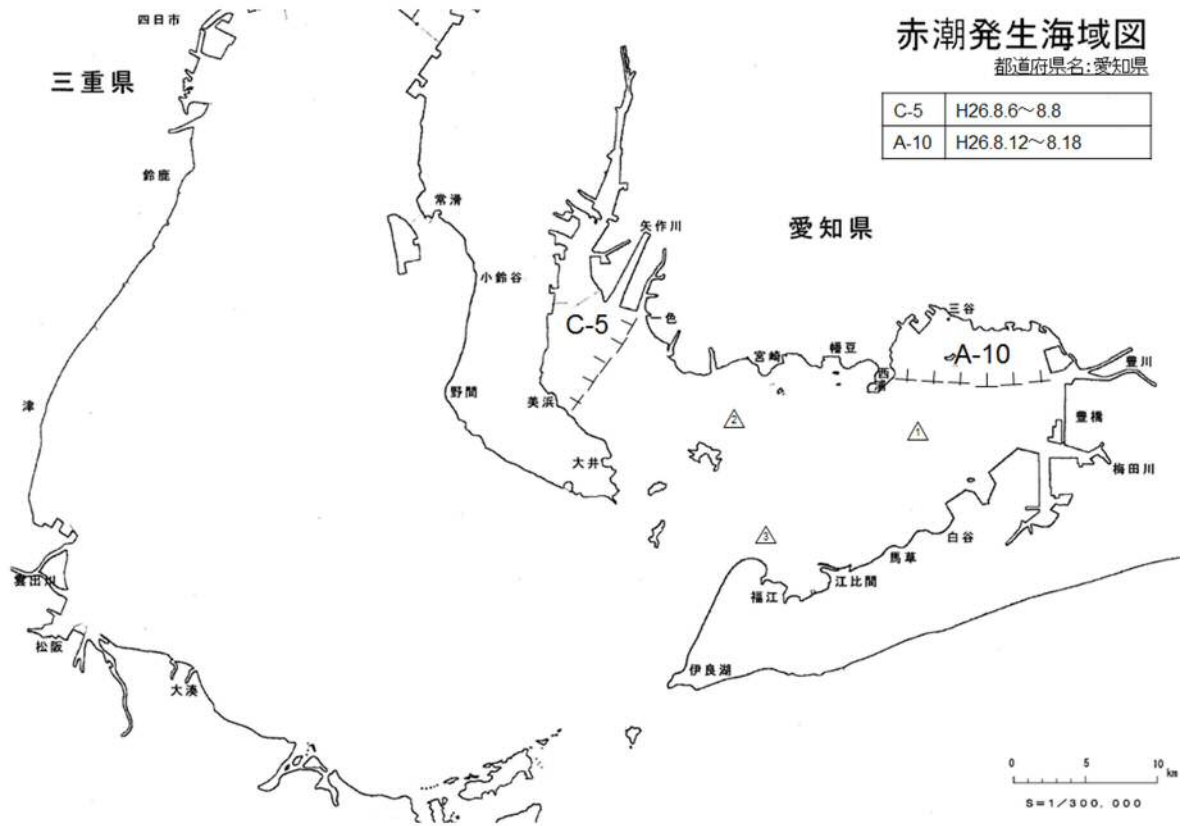 四日市
三重県
赤潮発生海域図
都道府県名:愛知県
C-5 H26.8.6~8.8
A-10 H26.8.12~8.18
鈴鹿
常滑
矢作川
愛知県
小鈴谷
三谷
C-5
一色
A-10
宮崎
幡豆
西浦
豊川
津
野間
美浜
2
1
豊橋
大井
梅田川
3
白谷
馬草
雲出川
江比間
福江
松阪
伊良湖
大湊
0 5 10
km
S=1/300,000